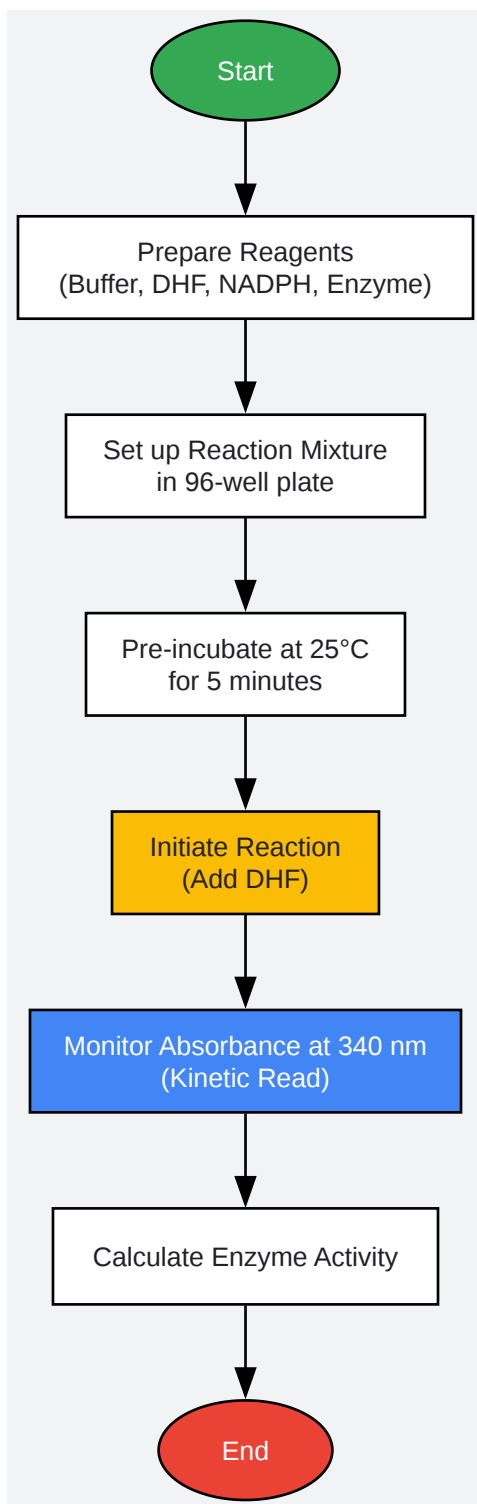 Start
Prepare Reagents
(Buffer, DHF, NADPH, Enzyme)
Set up Reaction Mixture
in 96-well plate
Pre-incubate at 25°C
for 5 minutes
Initiate Reaction
(Add DHF)
Monitor Absorbance at 340 nm
(Kinetic Read)
Calculate Enzyme Activity
End